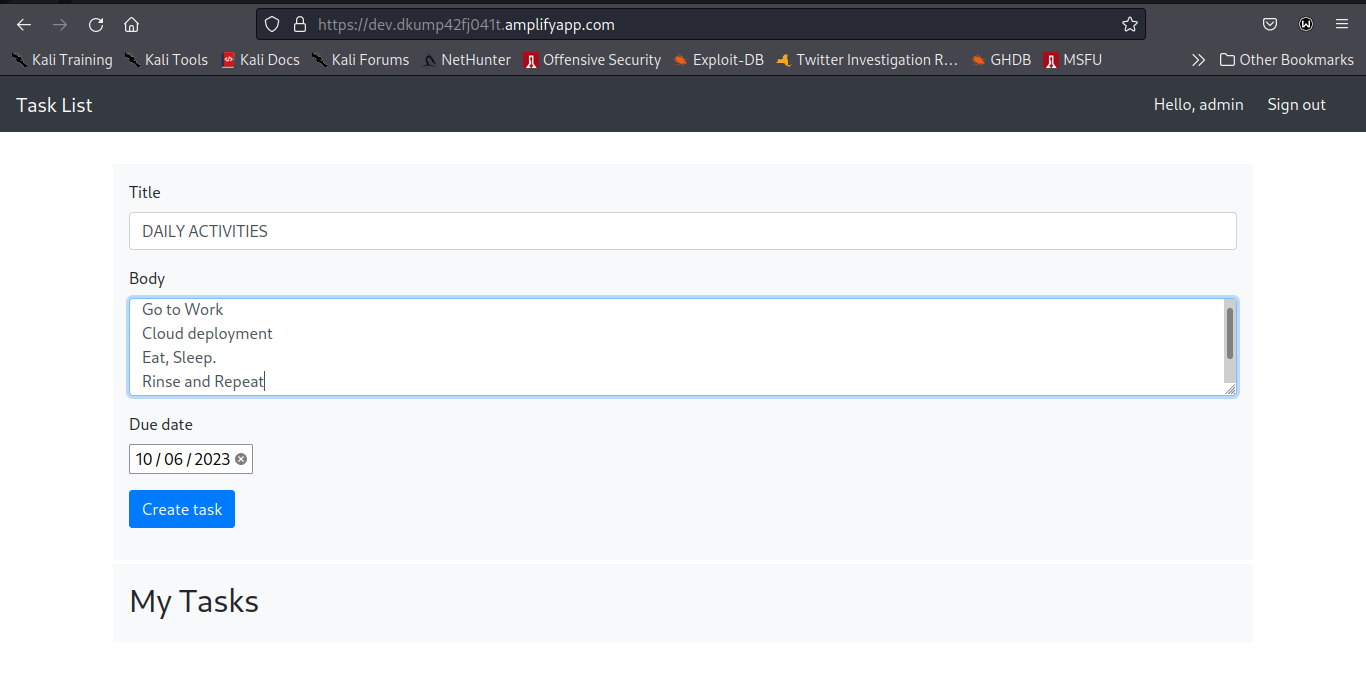 https://dev.dkump42fj041t.amplifyapp.com
Kali Training Kali Tools Kali Docs Kali Forums NetHunter Offensive Security Exploit-DB Twitter Investigation R... GHDB MSFU Other Bookmarks
Task List Hello, admin Sign out
Title
DAILY ACTIVITIES
Body
Go to Work
Cloud deployment
Eat, Sleep.
Rinse and Repeat
Due date
10 / 06 / 2023
Create task
My Tasks